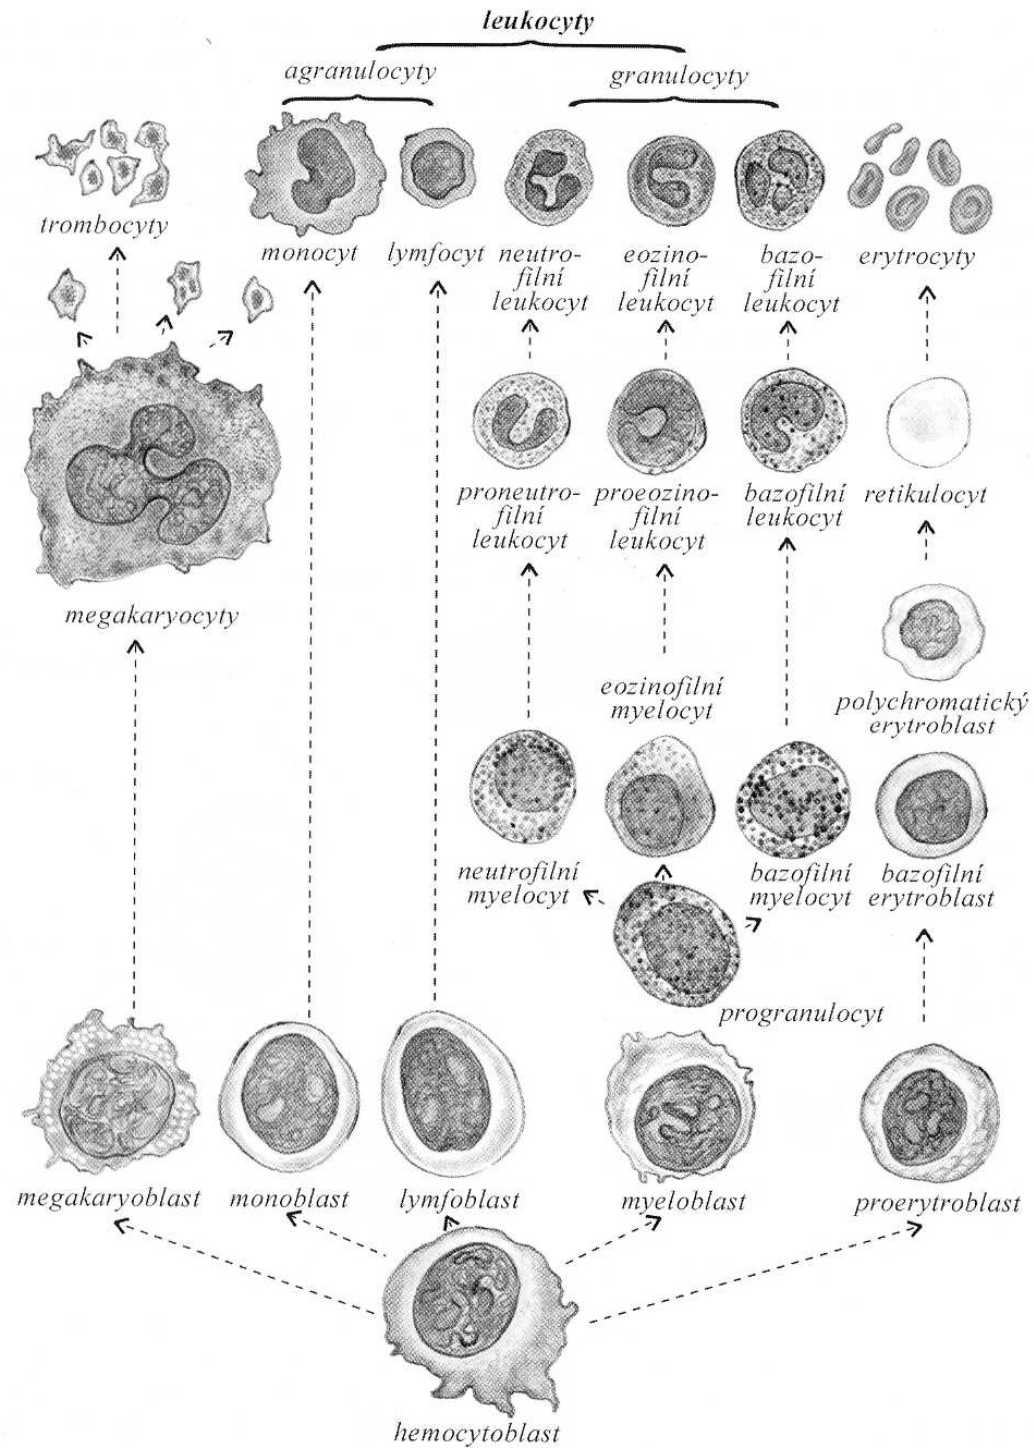 leukocyty
agranulocyty
granulocyty
trombocyty
monocyt
lymfocyt
neutro-
filní
leukocyt
eozino-
filní
leukocyt
bazo-
filní
leukocyt
erytrocyty
proneutro-
filní
leukocyt
proeozino-
filní
leukocyt
bazofilní
leukocyt
retikulocyt
megakaryocyty
eozinofilní
myelocyt
polychromatický
erytroblast
neutrofilní
myelocyt
bazofilní
myelocyt
bazofilní
erytroblast
progranulocyt
megakaryoblast
monoblast
lymfoblast
myeloblast
proerytroblast
hemocytoblast